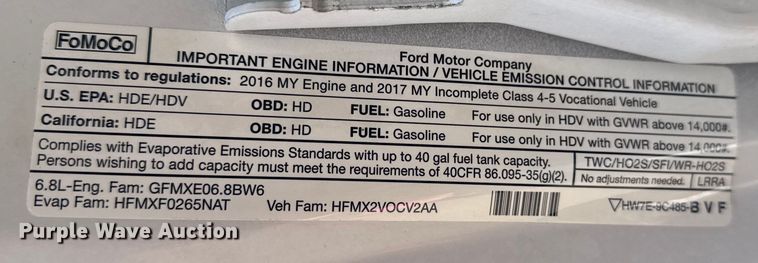 FoMoCo
Ford Motor Company
IMPORTANT ENGINE INFORMATION / VEHICLE EMISSION CONTROL INFORMATION
Conforms to regulations: 2016 MY Engine and 2017 MY Incomplete Class 4-5 Vocational Vehicle
U.S. EPA: HDE/HDV OBD: HD FUEL: Gasoline For use only in HDV with GVWR above 14,000#.
California: HDE OBD: HD FUEL: Gasoline For use only in HDV with GVWR above 14,000#.
Complies with Evaporative Emissions Standards with up to 40 gal fuel tank capacity.
Persons wishing to add capacity must meet the requirements of 40CFR 86.095-35(g)(2).
TWC/HO2S/SFI/WR-HO2S
No adjustments needed. LRRA
6.8L-Eng. Fam: GFMXE06.8BW6
Evap Fam: HFMXF0265NAT Veh Fam: HFMX2VOCV2AA
HW7E-9C485-B V F
Purple Wave Auction